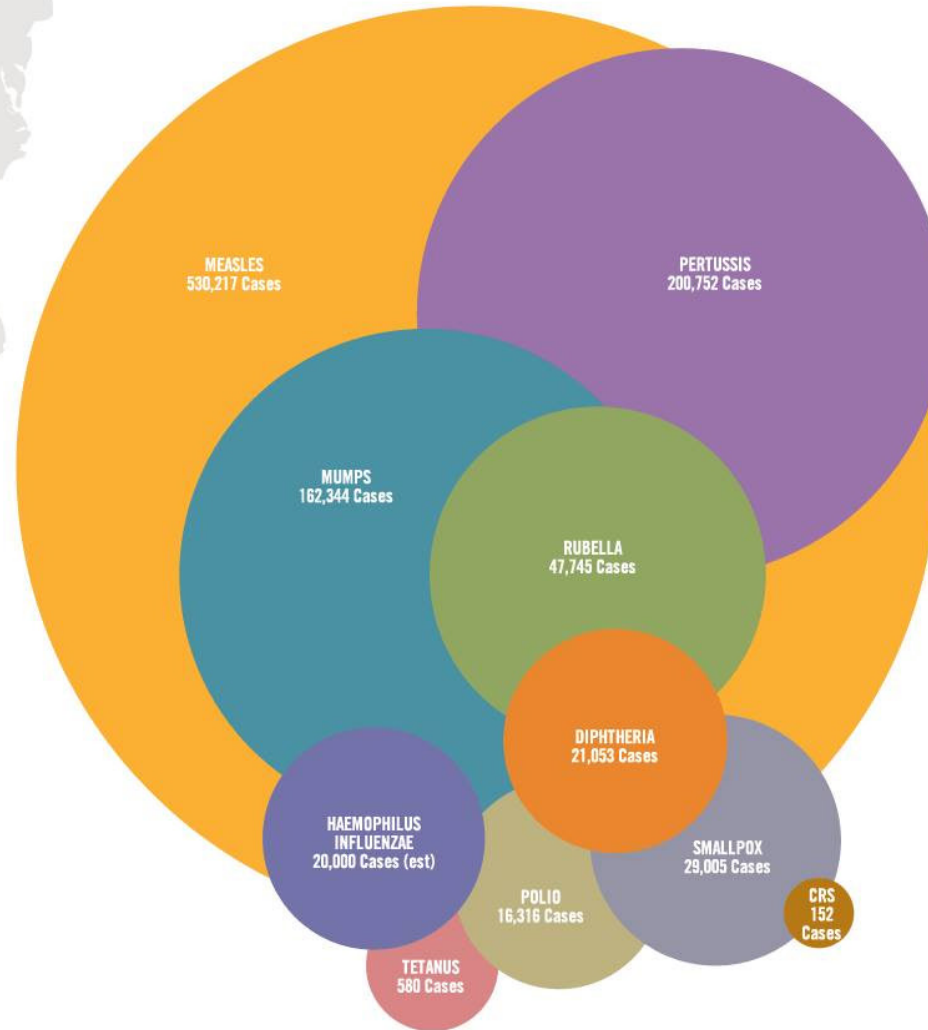 MEASLES
530,217 Cases
PERTUSSIS
200,752 Cases
MUMPS
162,344 Cases
RUBELLA
47,745 Cases
DIPHTHERIA
21,053 Cases
HAEMOPHILUS
INFLUENZAE
20,000 Cases (est)
SMALLPOX
29,005 Cases
POLIO
16,316 Cases
CRS
152
Cases
TETANUS
580 Cases